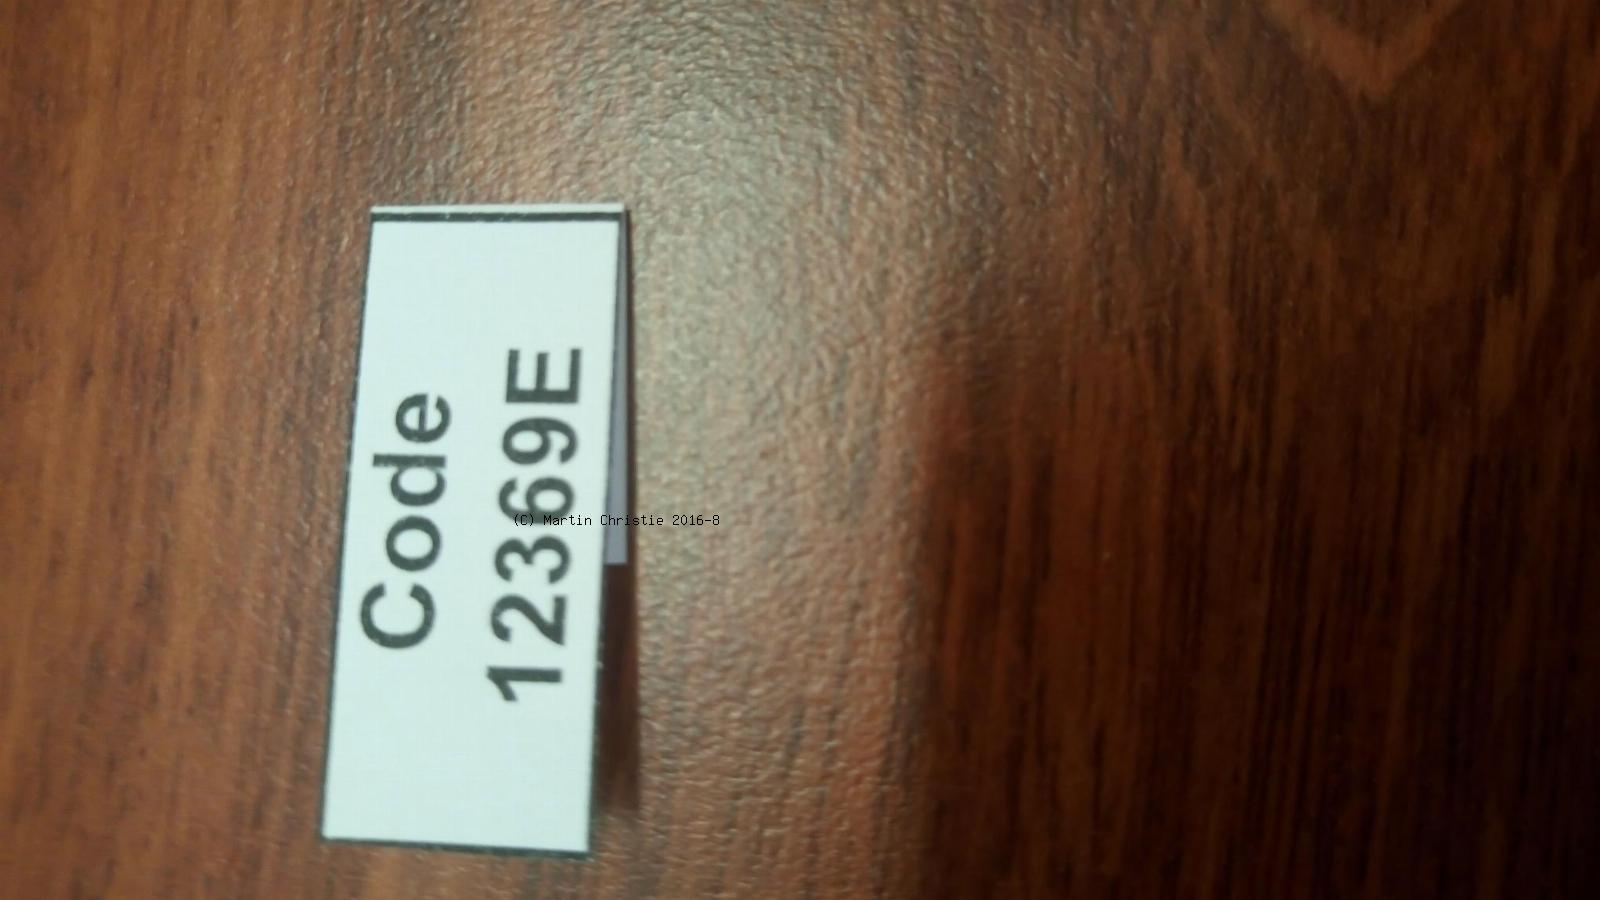 Code
12369E
(C) Martin Christie 2016-8